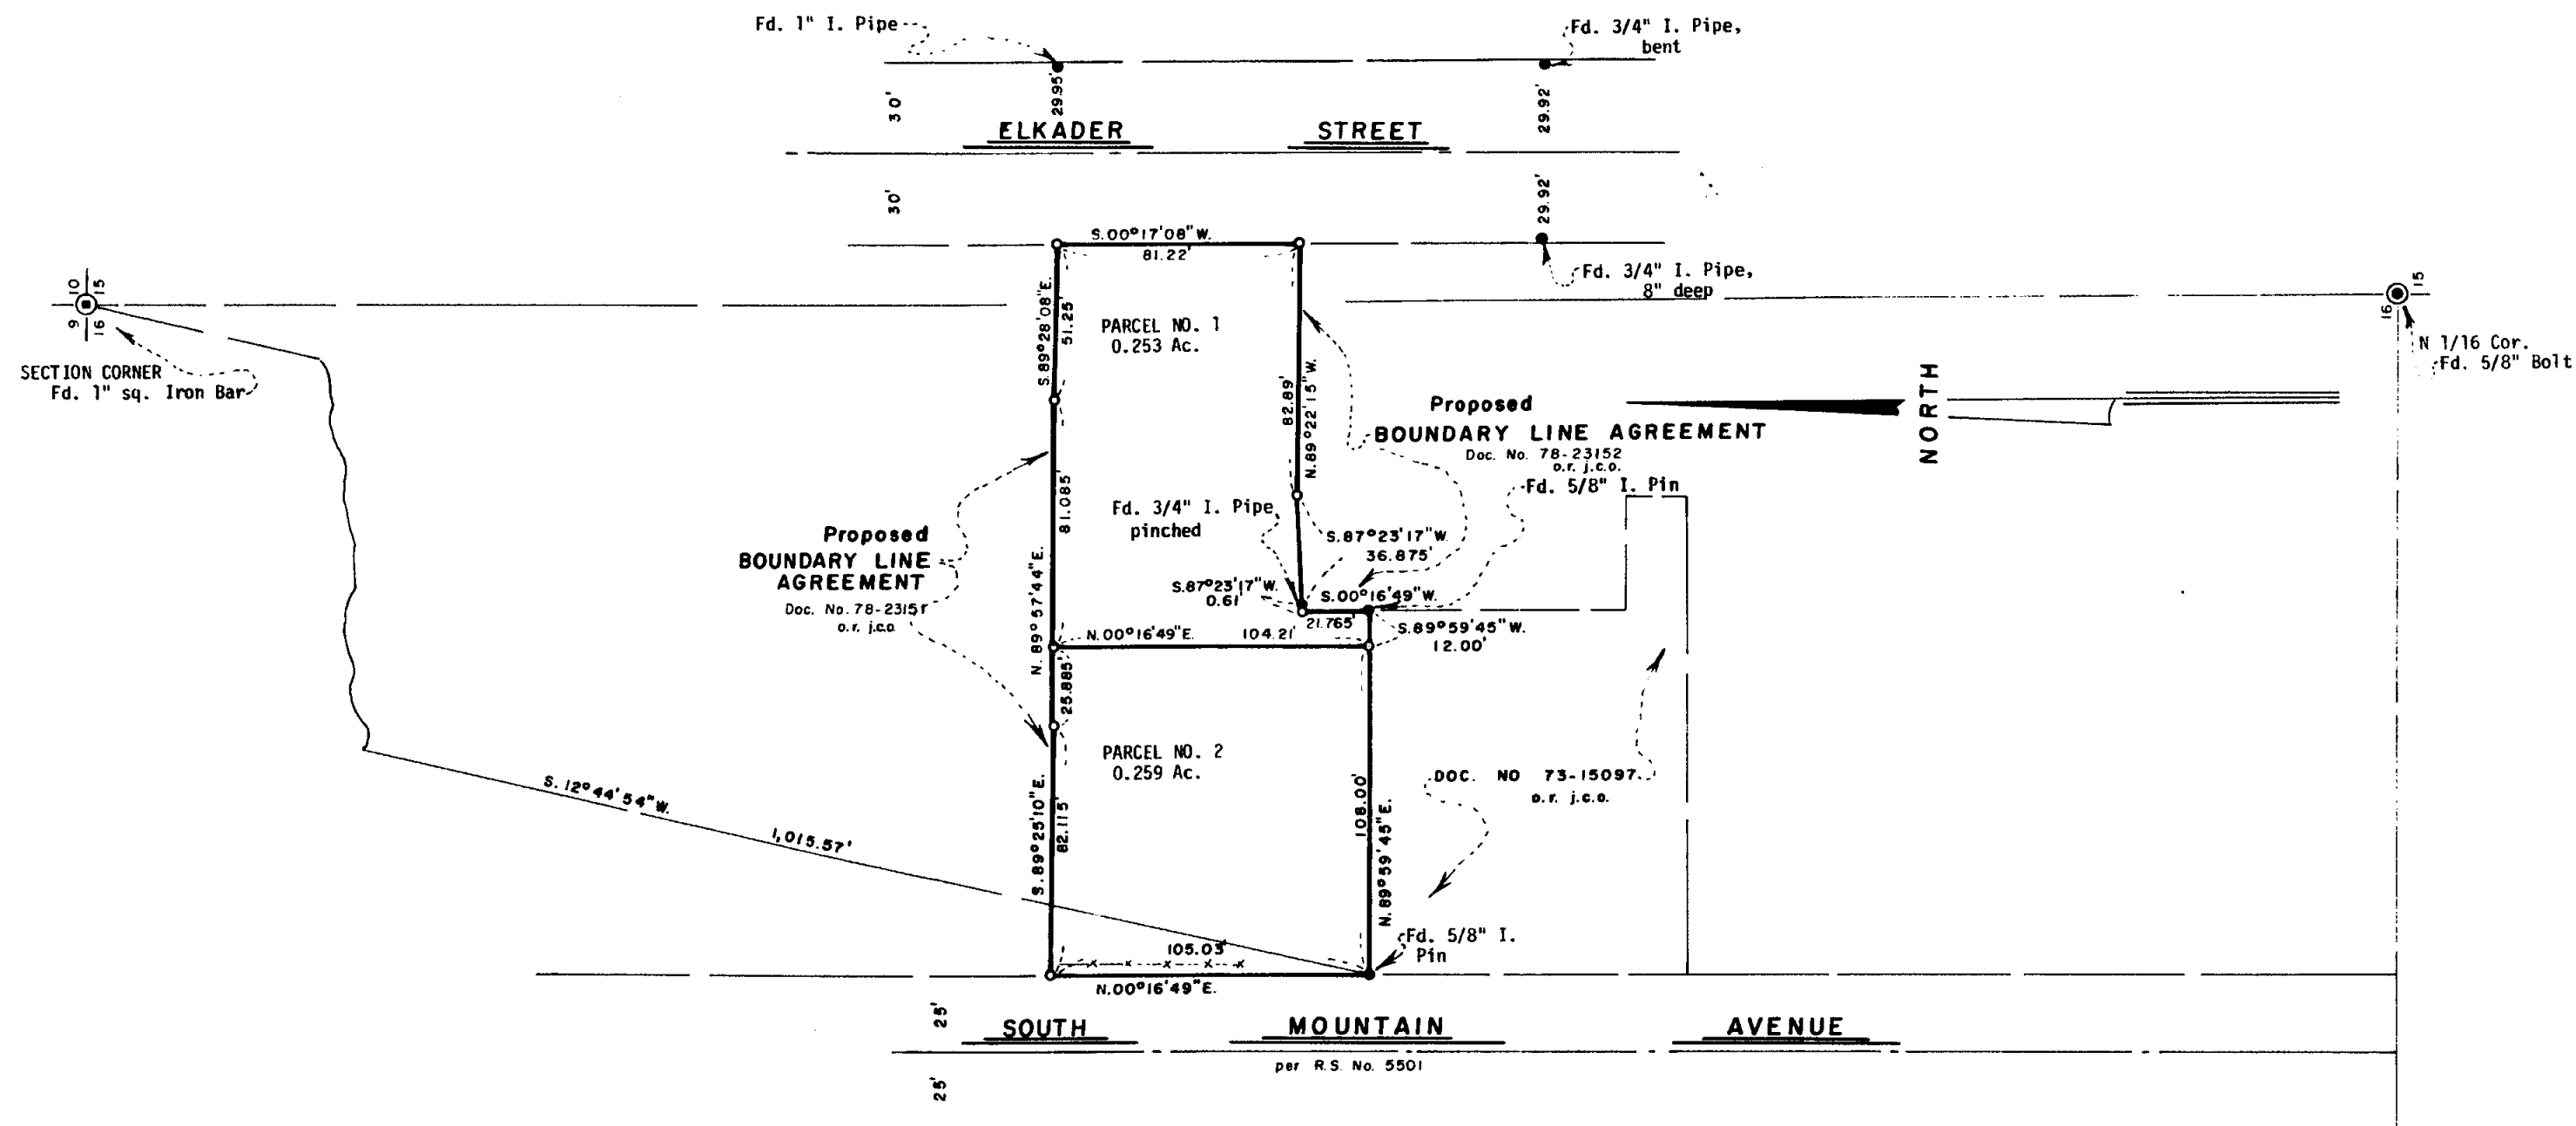 Fd. 1" I. Pipe
Fd. 3/4" I. Pipe,
bent
29.95'
30'
29.92'
ELKADER STREET
30'
29.92'
S.00°17'08"W.
81.22'
Fd. 3/4" I. Pipe,
8" deep
10 15
9 16
SECTION CORNER
Fd. 1" sq. Iron Bar
15
16
N 1/16 Cor.
Fd. 5/8" Bolt
S.89°28'08"E.
51.25'
PARCEL NO. 1
0.253 Ac.
82.89'
N.89°22'15"W.
NORTH
Proposed
BOUNDARY LINE AGREEMENT
Doc. No. 78-23152
o.r. j.c.o.
Fd. 5/8" I. Pin
81.085'
N.89°57'44"E.
Fd. 3/4" I. Pipe,
pinched
Proposed
BOUNDARY LINE
AGREEMENT
Doc. No. 78-23151
o.r. j.c.o.
S.87°23'17"W.
36.875'
S.87°23'17"W.
0.61'
S.00°16'49"W.
21.765'
N.00°16'49"E. 104.21'
S.89°59'45"W.
12.00'
25.885'
PARCEL NO. 2
0.259 Ac.
S.89°25'10"E.
82.115'
108.00'
N.89°59'45"E.
DOC. NO 73-15097
o.r. j.c.o.
S.12°44'54"W.
1,015.57'
Fd. 5/8" I.
Pin
105.03'
N.00°16'49"E.
25'
SOUTH MOUNTAIN AVENUE
per R.S. No. 5501
25'